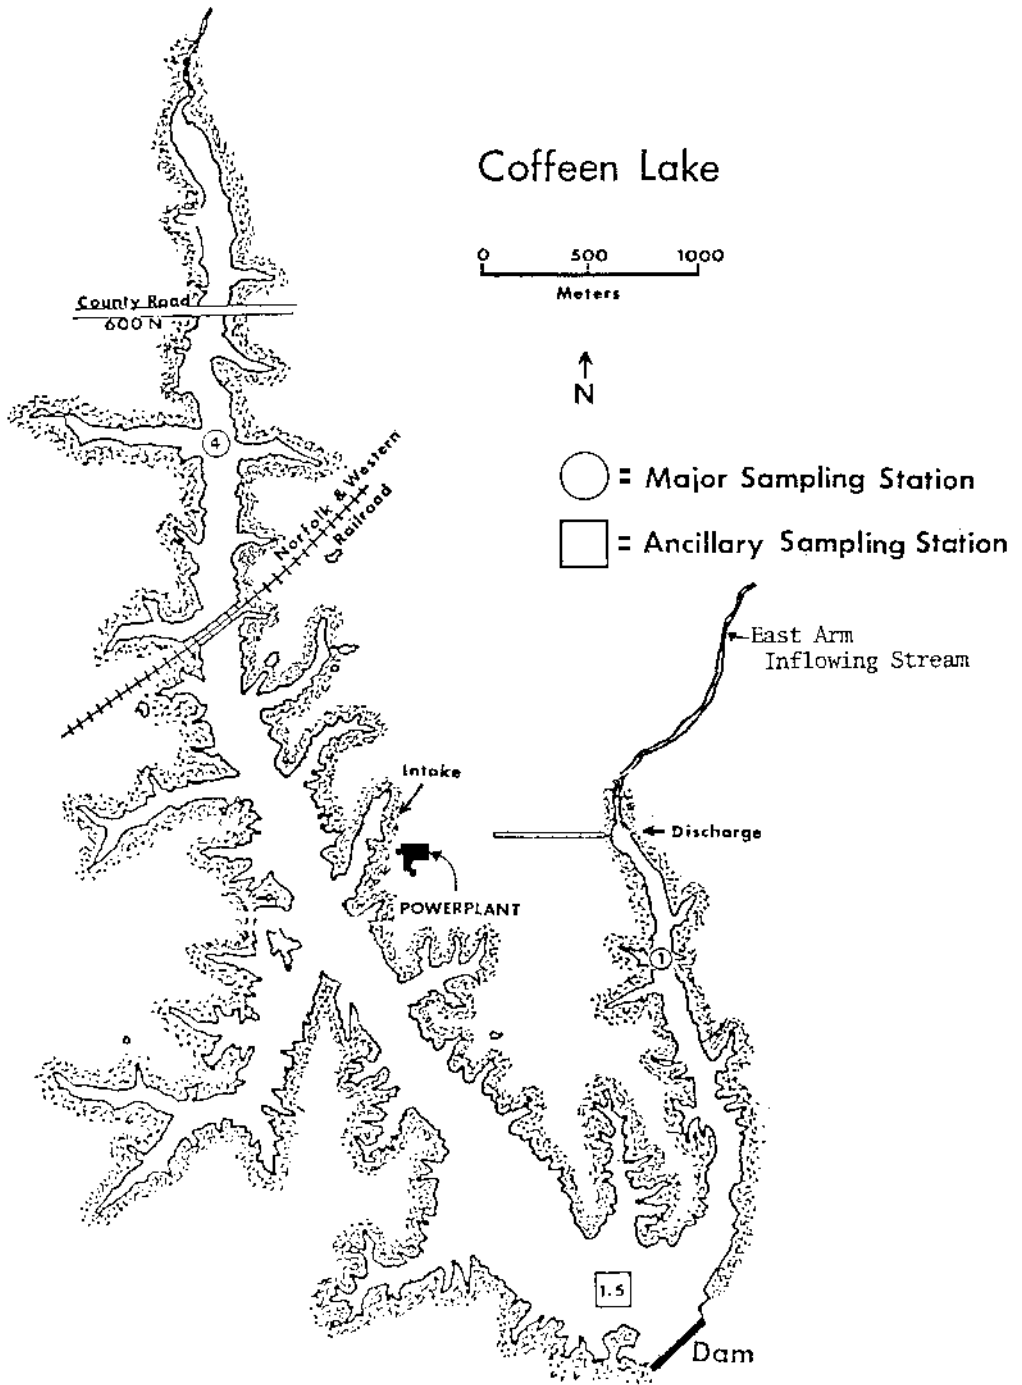 Coffeen Lake
0 500 1000
Meters
County Road
600 N
N
4
= Major Sampling Station
Norfolk & Western
Railroad
= Ancillary Sampling Station
East Arm
Inflowing Stream
Intake
Discharge
POWERPLANT
1
1.5
Dam